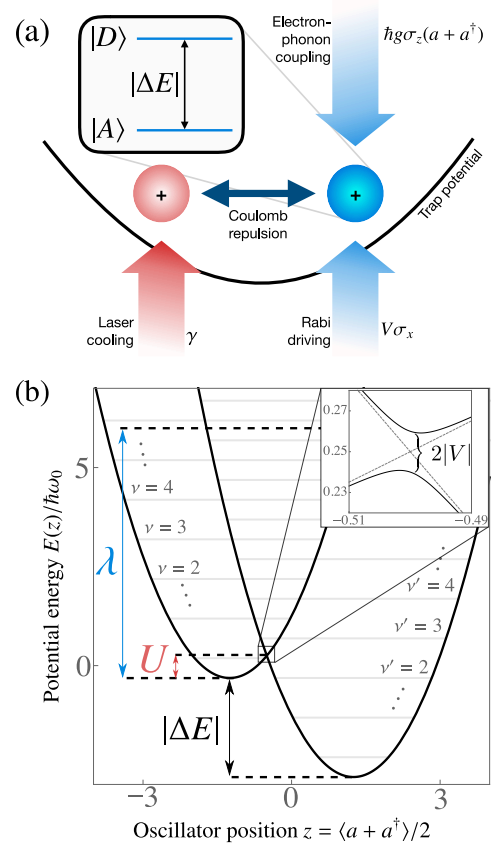 (a)
|D⟩
|ΔE|
|A⟩
Electron-
phonon
coupling
ħgσz(a + a†)
+
+
Coulomb
repulsion
Trap potential
Laser
cooling
γ
Rabi
driving
Vσx
(b)
Potential energy E(z)/ħω0
5
0
λ
ν = 4
ν = 3
ν = 2
U
|ΔE|
0.27
0.25
0.23
2|V|
−0.51
−0.49
ν′ = 4
ν′ = 3
ν′ = 2
−3
0
3
Oscillator position z = ⟨a + a†⟩/2